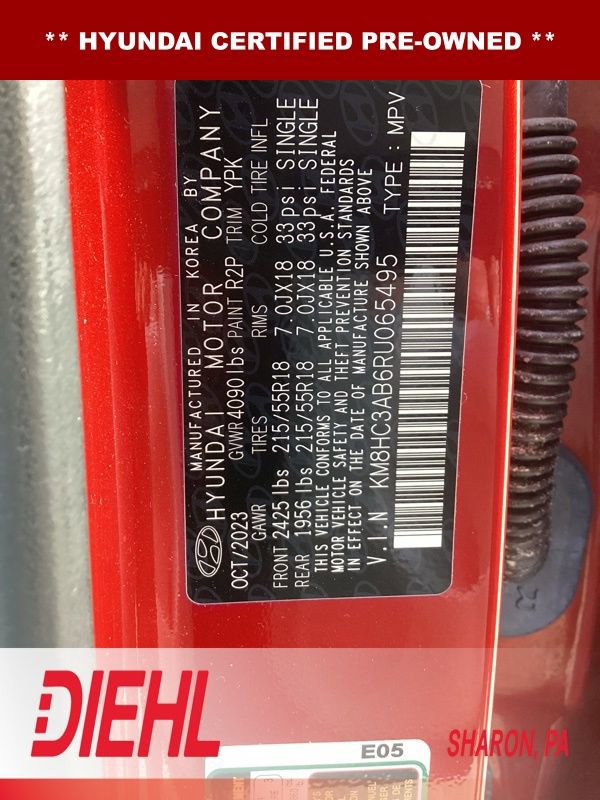 ** HYUNDAI CERTIFIED PRE-OWNED **
MANUFACTURED IN KOREA BY
HYUNDAI MOTOR COMPANY
OCT/2023 GVWR 4090 lbs PAINT R2P TRIM YPK
GAWR TIRES RIMS COLD TIRE INFL
FRONT 2425 lbs 215/55R18 7.0JX18 33psi SINGLE
REAR 1956 lbs 215/55R18 7.0JX18 33psi SINGLE
THIS VEHICLE CONFORMS TO ALL APPLICABLE U.S.A. FEDERAL
MOTOR VEHICLE SAFETY AND THEFT PREVENTION STANDARDS
IN EFFECT ON THE DATE OF MANUFACTURE SHOWN ABOVE
V.I.N KM8HC3AB6RU065495 TYPE : MPV
E05
DIEHL
SHARON, PA